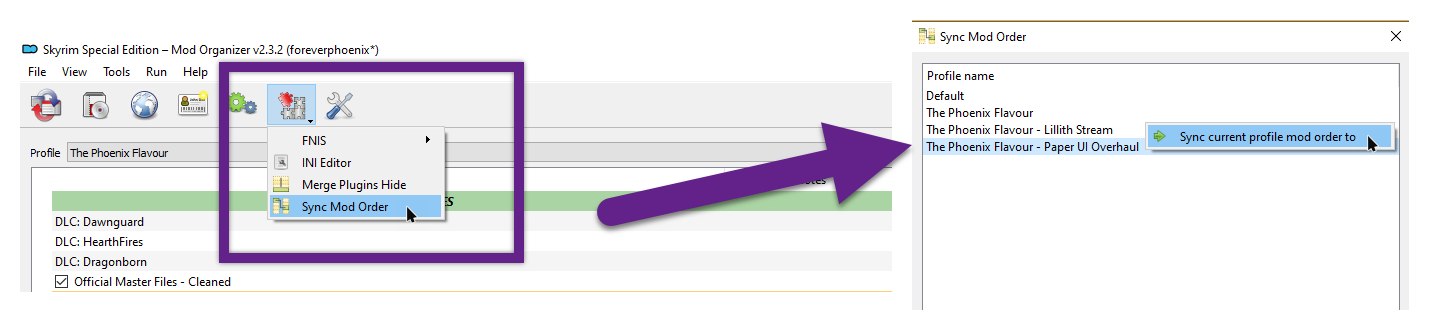 Skyrim Special Edition – Mod Organizer v2.3.2 (foreverphoenix*)
File View Tools Run Help
FNIS
INI Editor
Merge Plugins Hide
Sync Mod Order
Profile The Phoenix Flavour
DLC: Dawnguard
DLC: HearthFires
DLC: Dragonborn
Official Master Files - Cleaned
Sync Mod Order
Profile name
Default
The Phoenix Flavour
The Phoenix Flavour - Lillith Stream
The Phoenix Flavour - Paper UI Overhaul
Sync current profile mod order to